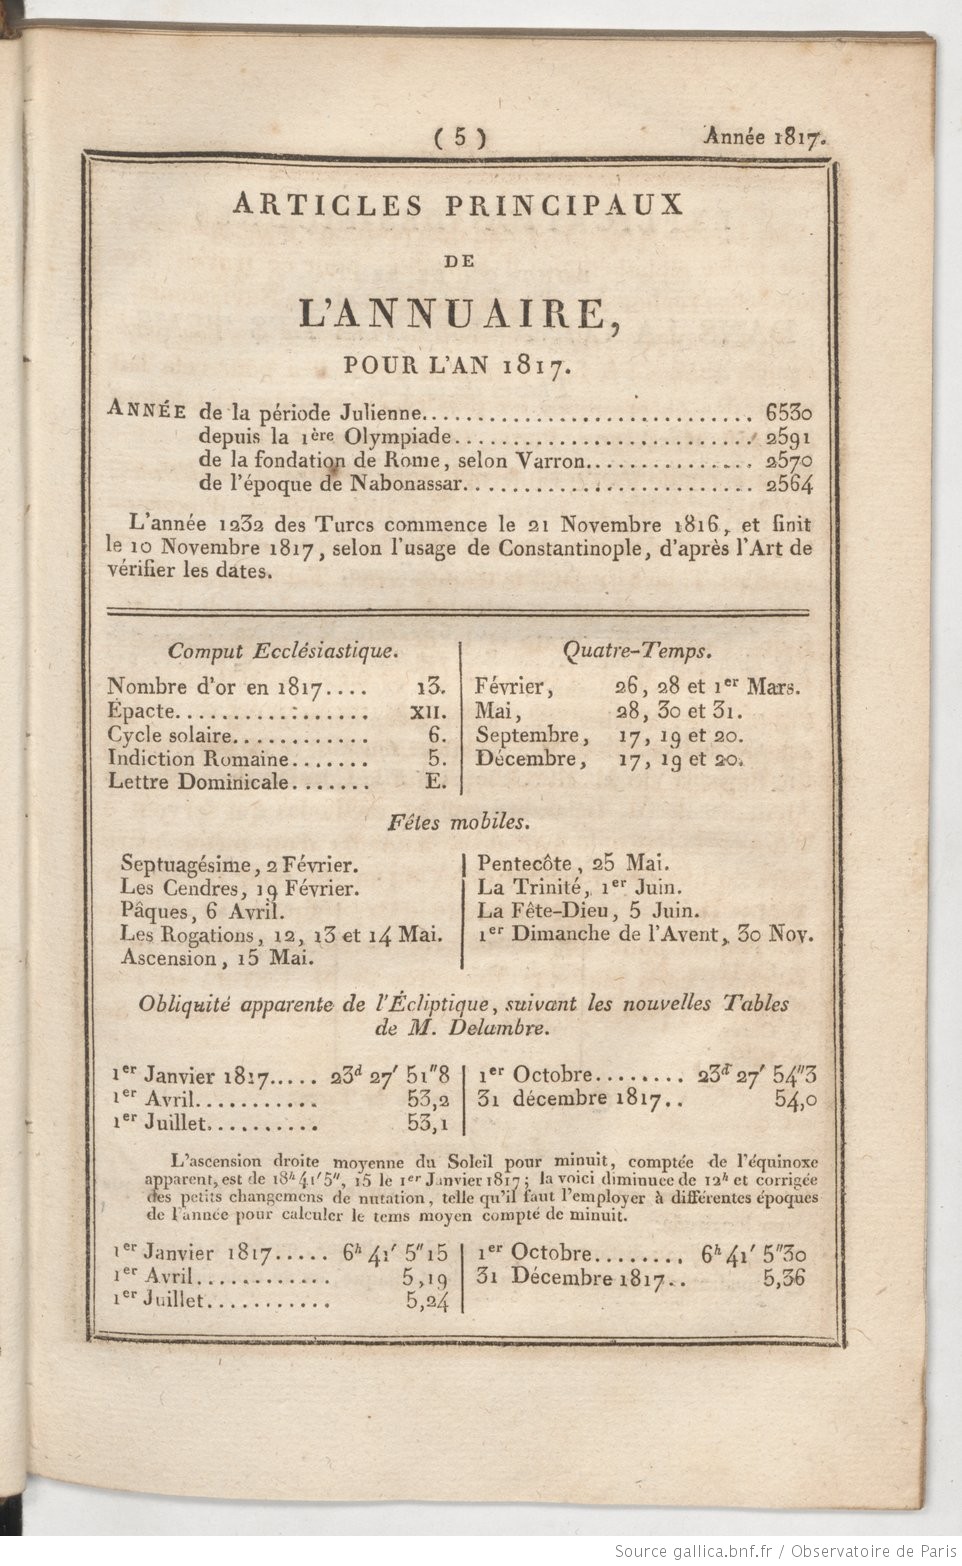 ( 5 ) Année 1817.
ARTICLES PRINCIPAUX
DE
L'ANNUAIRE,
POUR L'AN 1817.
ANNÉE de la période Julienne............................ 6530
depuis la 1ère Olympiade......................... 2591
de la fondation de Rome, selon Varron.............. 2570
de l'époque de Nabonassar........................ 2564
L'année 1232 des Turcs commence le 21 Novembre 1816, et finit
le 10 Novembre 1817, selon l'usage de Constantinople, d'après l'Art de
vérifier les dates.
Comput Ecclésiastique.
Nombre d'or en 1817.... 13.
Épacte................. XII.
Cycle solaire............ 6.
Indiction Romaine....... 5.
Lettre Dominicale....... E.
Quatre-Temps.
Février, 26, 28 et 1er Mars.
Mai, 28, 30 et 31.
Septembre, 17, 19 et 20.
Décembre, 17, 19 et 20.
Fêtes mobiles.
Septuagésime, 2 Février.
Les Cendres, 19 Février.
Pâques, 6 Avril.
Les Rogations, 12, 13 et 14 Mai.
Ascension, 15 Mai.
Pentecôte, 25 Mai.
La Trinité, 1er Juin.
La Fête-Dieu, 5 Juin.
1er Dimanche de l'Avent, 30 Nov.
Obliquité apparente de l'Écliptique, suivant les nouvelles Tables
de M. Delambre.
1er Janvier 1817..... 23d 27' 51"8
1er Avril........... 53,2
1er Juillet.......... 53,1
1er Octobre........ 23d 27' 54"3
31 décembre 1817.. 54,0
L'ascension droite moyenne du Soleil pour minuit, comptée de l'équinoxe
apparent, est de 18h 41' 5", 15 le 1er Janvier 1817; la voici diminuée de 12h et corrigée
des petits changemens de nutation, telle qu'il faut l'employer à différentes époques
de l'année pour calculer le tems moyen compté de minuit.
1er Janvier 1817..... 6h 41' 5"15
1er Avril............ 5,19
1er Juillet........... 5,24
1er Octobre........ 6h 41' 5"30
31 Décembre 1817.. 5,36
Source gallica.bnf.fr / Observatoire de Paris